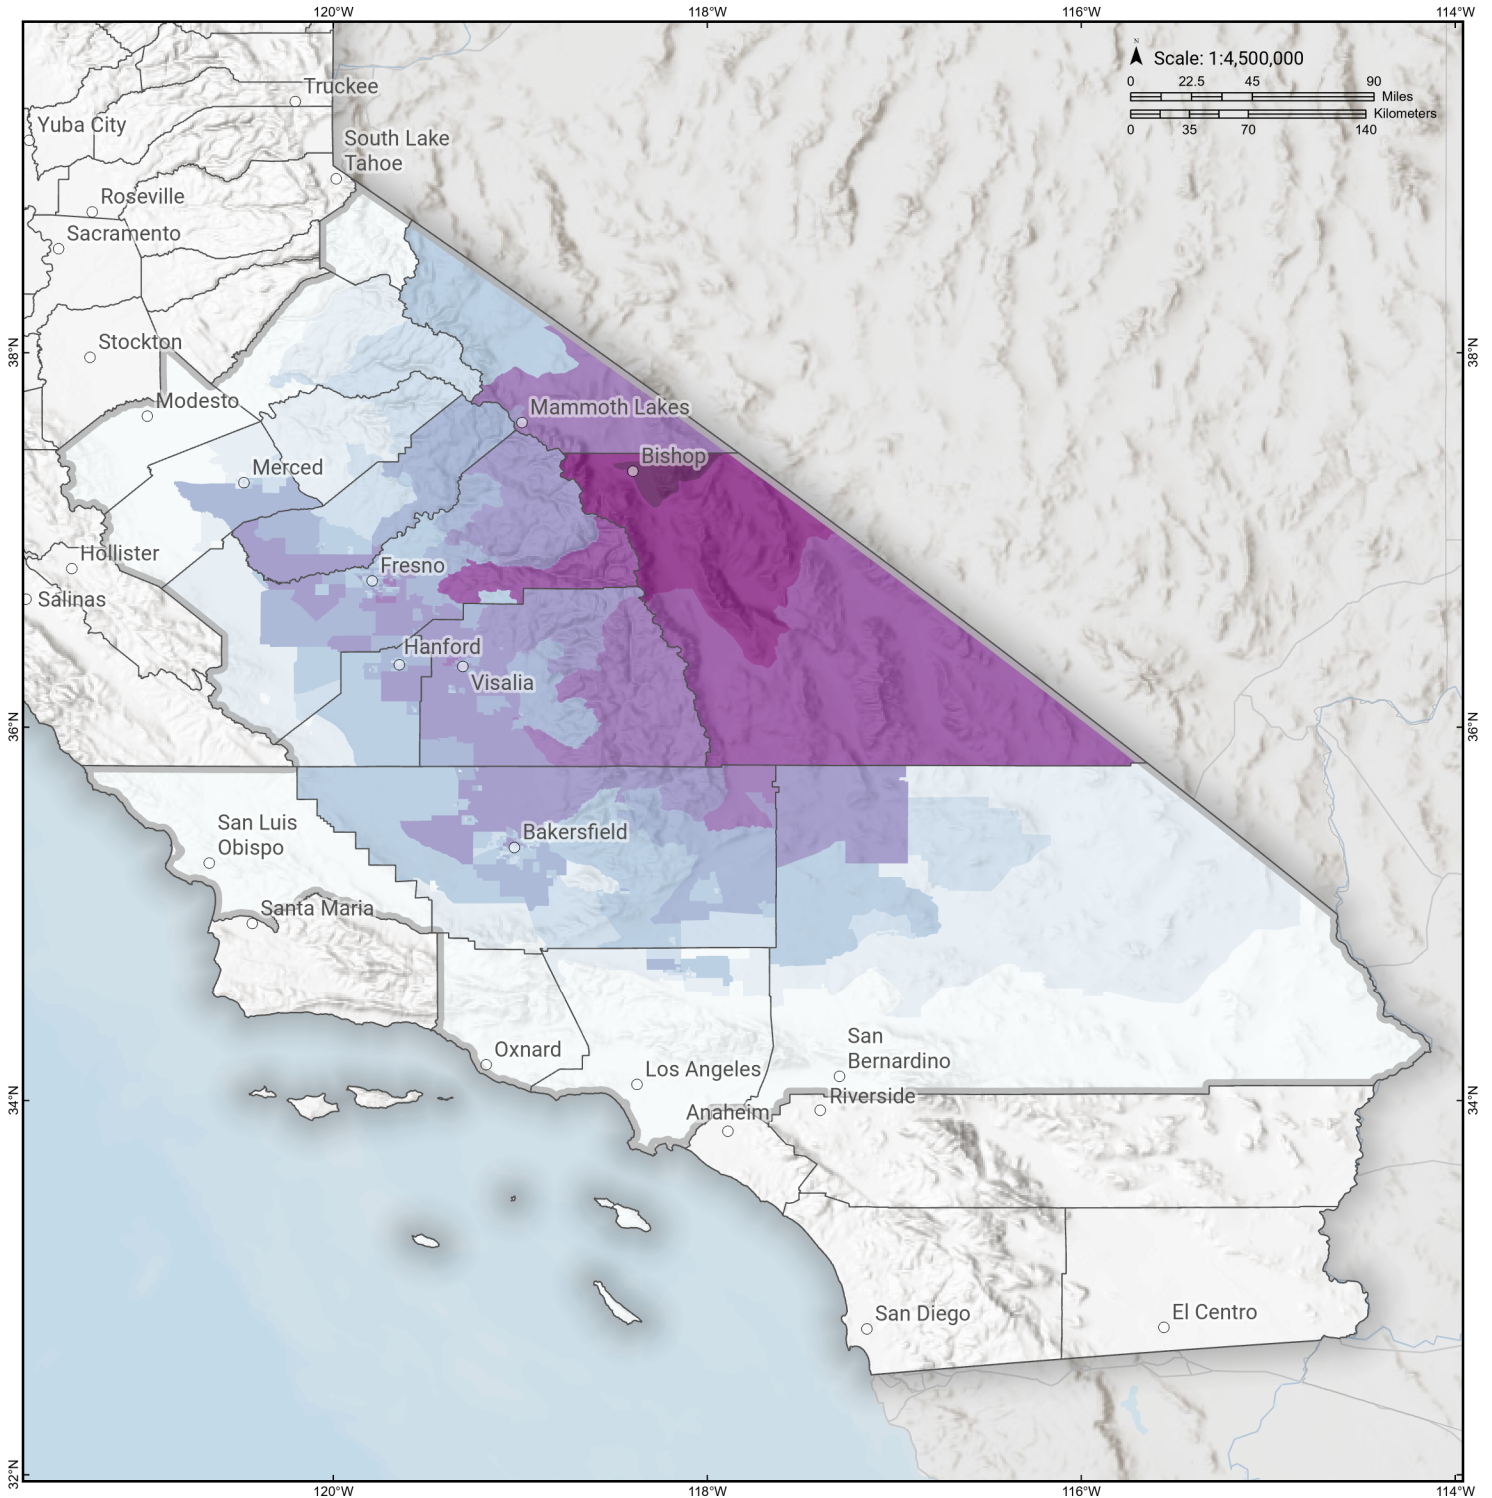 120°W
118°W
116°W
114°W
N
Scale: 1:4,500,000
0
22.5
45
90
Miles
Kilometers
0
35
70
140
Truckee
Yuba City
South Lake
Tahoe
Roseville
Sacramento
Stockton
38°N
38°N
Modesto
Mammoth Lakes
Merced
Bishop
Hollister
Fresno
Salinas
Hanford
Visalia
36°N
36°N
San Luis
Obispo
Bakersfield
Santa Maria
Oxnard
San
Bernardino
Los Angeles
Riverside
Anaheim
34°N
34°N
San Diego
El Centro
32°N
120°W
118°W
116°W
114°W